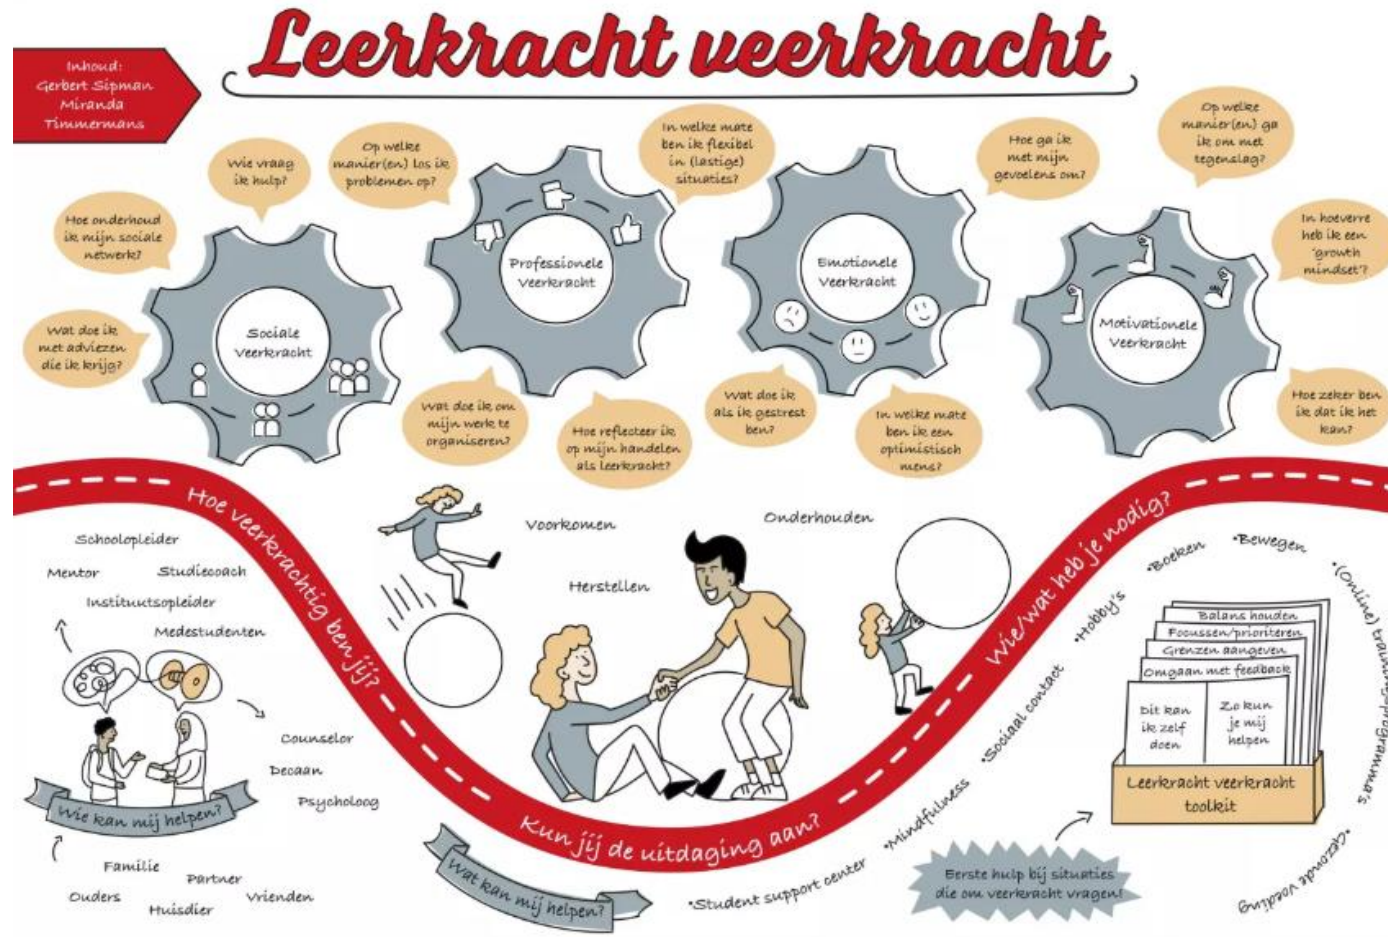 Leerkracht veerkracht
Inhoud:
Gerbert Sipman
Miranda
Timmermans
Wie vraag
ik hulp?
Hoe onderhoud
ik mijn sociale
netwerk?
Wat doe ik
met adviezen
die ik krijg?
Sociale
Veerkracht
Op welke
manier(en) los ik
problemen op?
In welke mate
ben ik flexibel
in (lastige)
situaties?
Professionele
Veerkracht
Wat doe ik om
mijn werk te
organiseren?
Hoe reflecteer ik
op mijn handelen
als leerkracht?
Hoe ga ik
met mijn
gevoelens om?
Emotionele
Veerkracht
Wat doe ik
als ik gestrest
ben?
In welke mate
ben ik een
optimistisch
mens?
Op welke
manier(en) ga
ik om met
tegenslag?
In hoeverre
heb ik een
'growth
mindset'?
Motivationele
Veerkracht
Hoe zeker ben
ik dat ik het
kan?
Hoe veerkrachtig ben jij?
Kun jij de uitdaging aan?
Wie/wat heb je nodig?
Voorkomen
Herstellen
Onderhouden
Schoolopleider
Mentor
Studiecoach
Instituutsopleider
Medestudenten
Counselor
Decaan
Psycholoog
Wie kan mij helpen?
Familie
Partner
Ouders
Huisdier
Vrienden
Wat kan mij helpen?
•Student support center
•Mindfulness
•Sociaal contact
•Hobby's
•Boeken
•Bewegen
•(Online) trainingsprogramma's
•Gezonde voeding
Balans houden
Focussen/prioriteren
Grenzen aangeven
Omgaan met feedback
Dit kan
ik zelf
doen
Zo kun
je mij
helpen
Leerkracht veerkracht
toolkit
Eerste hulp bij situaties
die om veerkracht vragen!